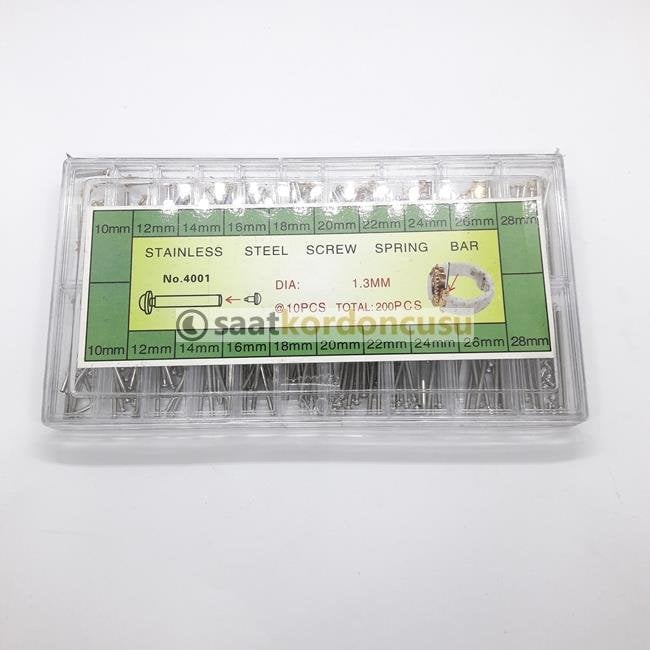 10mm 12mm 14mm 16mm 18mm 20mm 22mm 24mm 26mm 28mm
STAINLESS STEEL SCREW SPRING BAR
No.4001
DIA: 1.3MM
@10PCS TOTAL:200PCS
saatkordoncusu
10mm 12mm 14mm 16mm 18mm 20mm 22mm 24mm 26mm 28mm